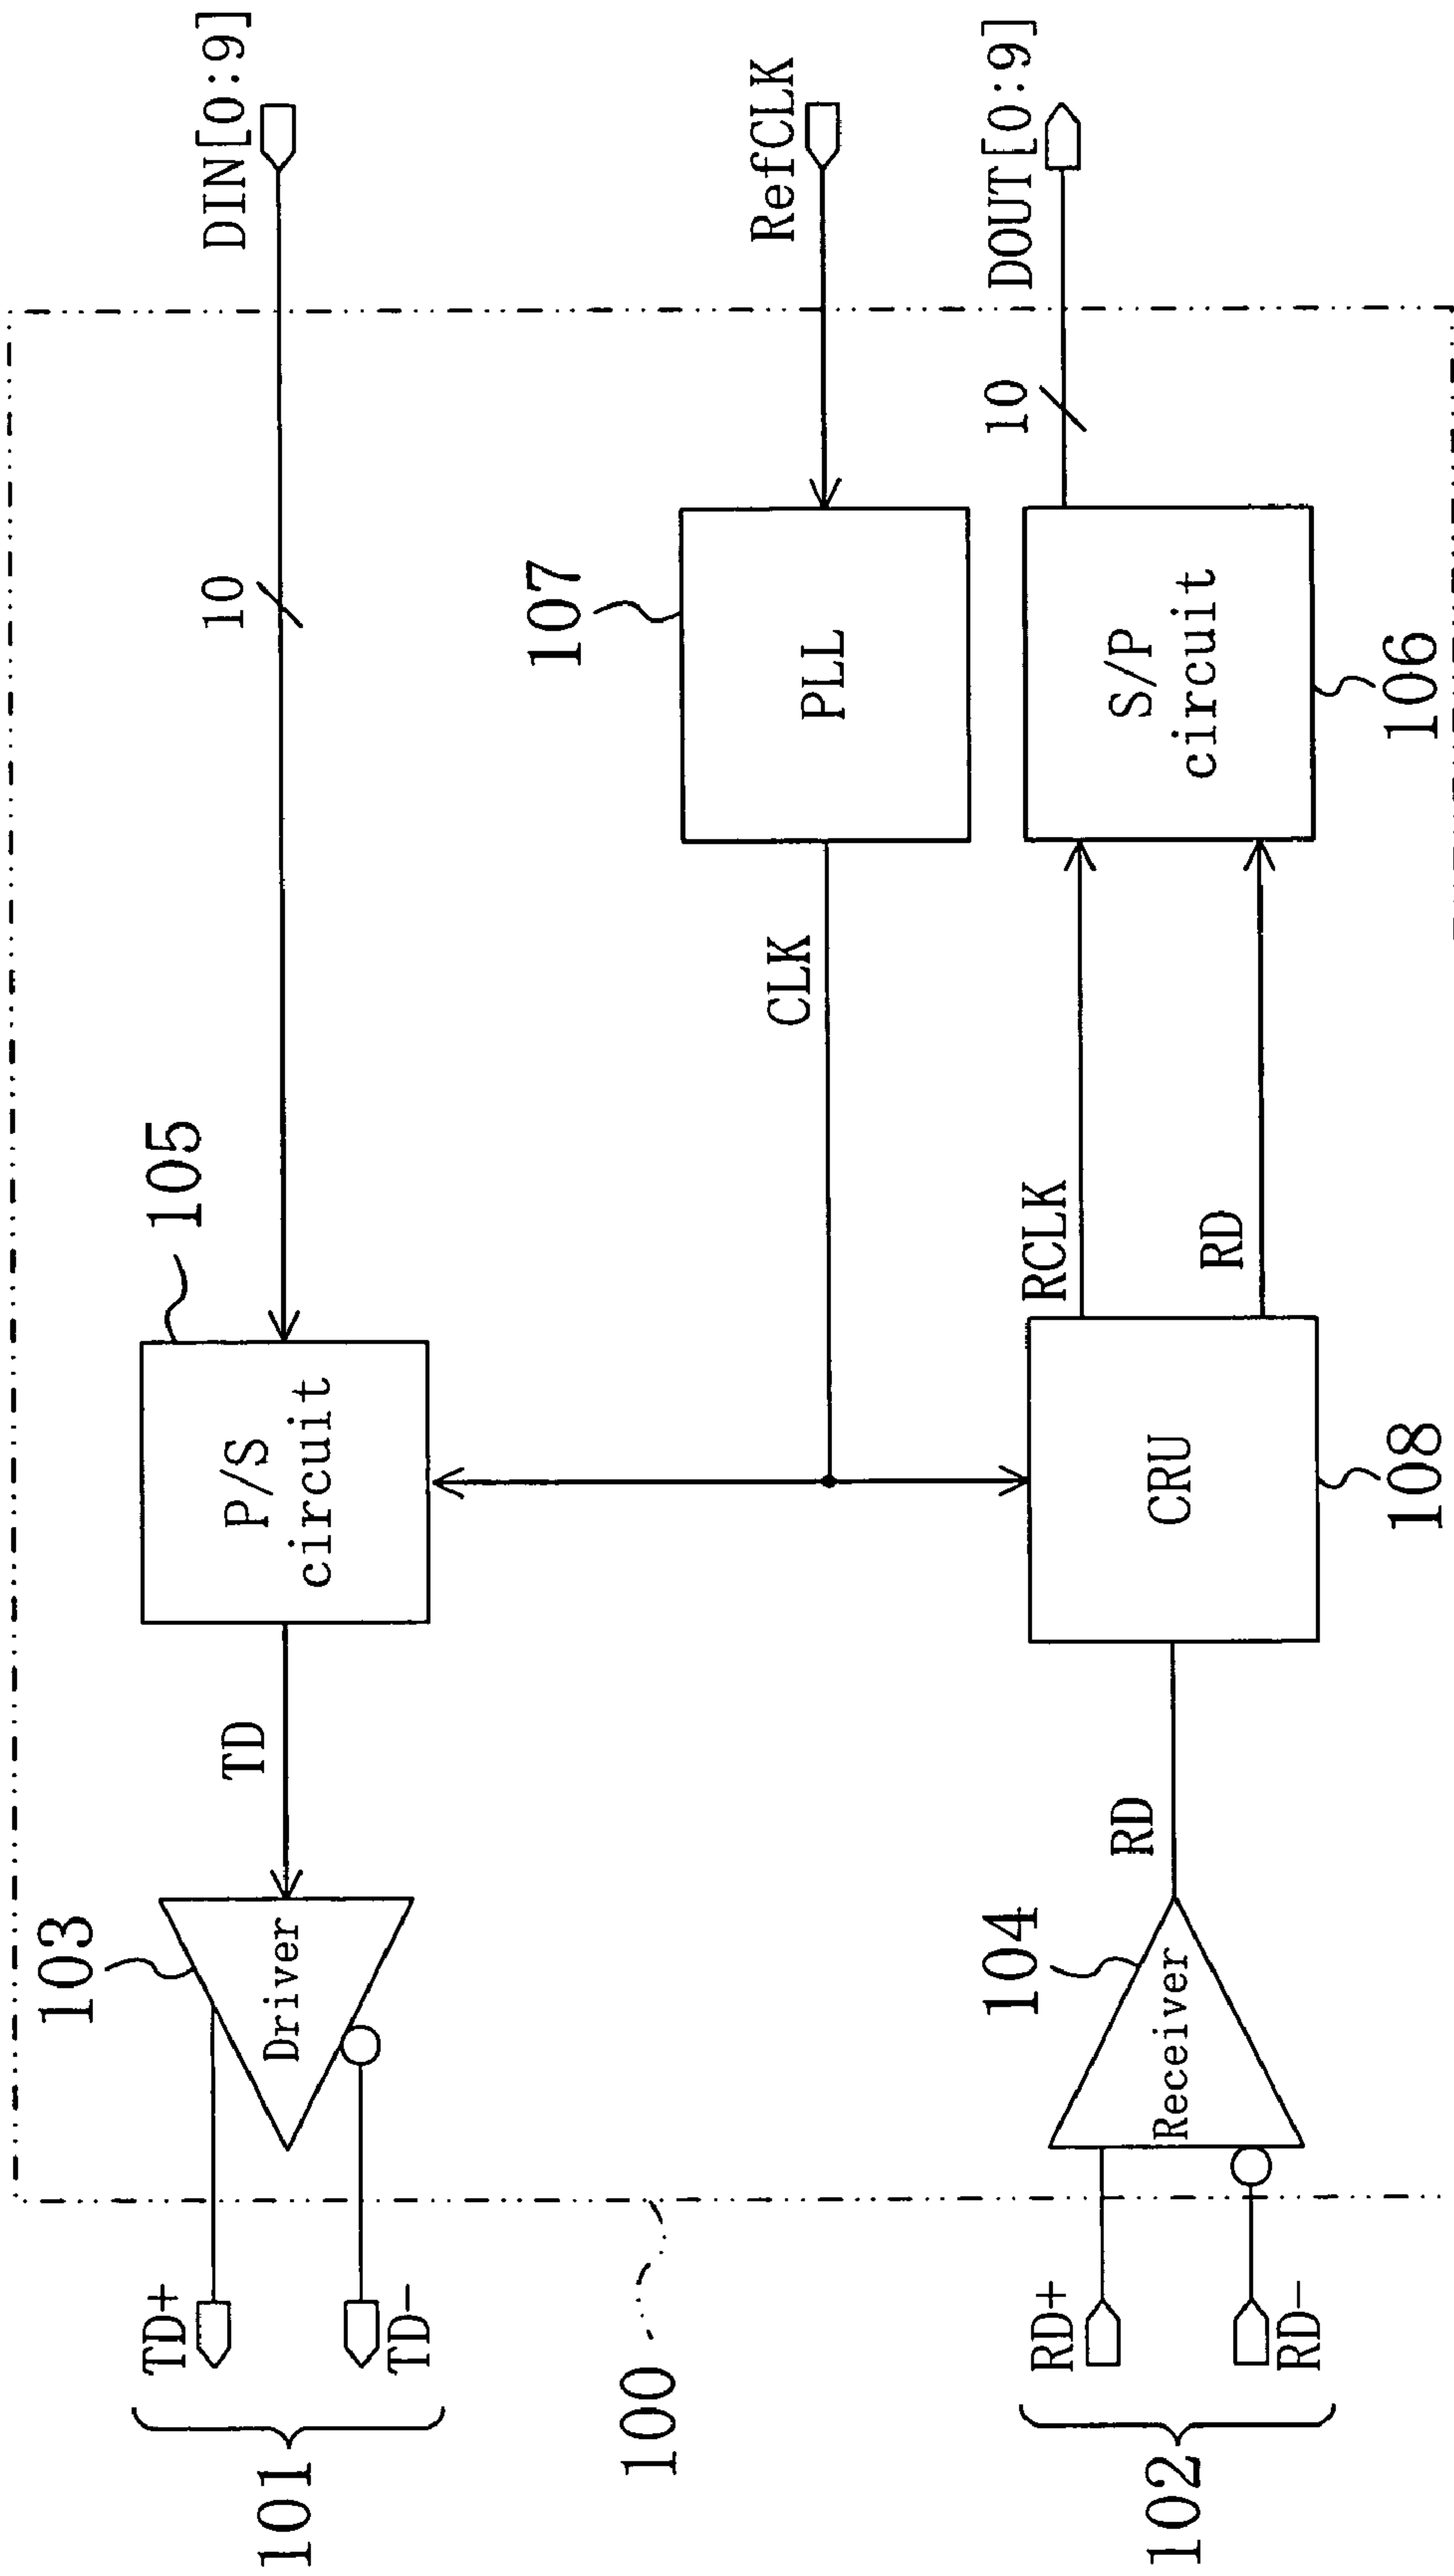 101
TD+
TD-
103
Driver
TD
105
P/S
circuit
10
DIN[0:9]
100
CLK
107
PLL
RefCLK
102
RD+
RD-
104
Receiver
RD
108
CRU
RCLK
RD
106
S/P
circuit
10
DOUT[0:9]